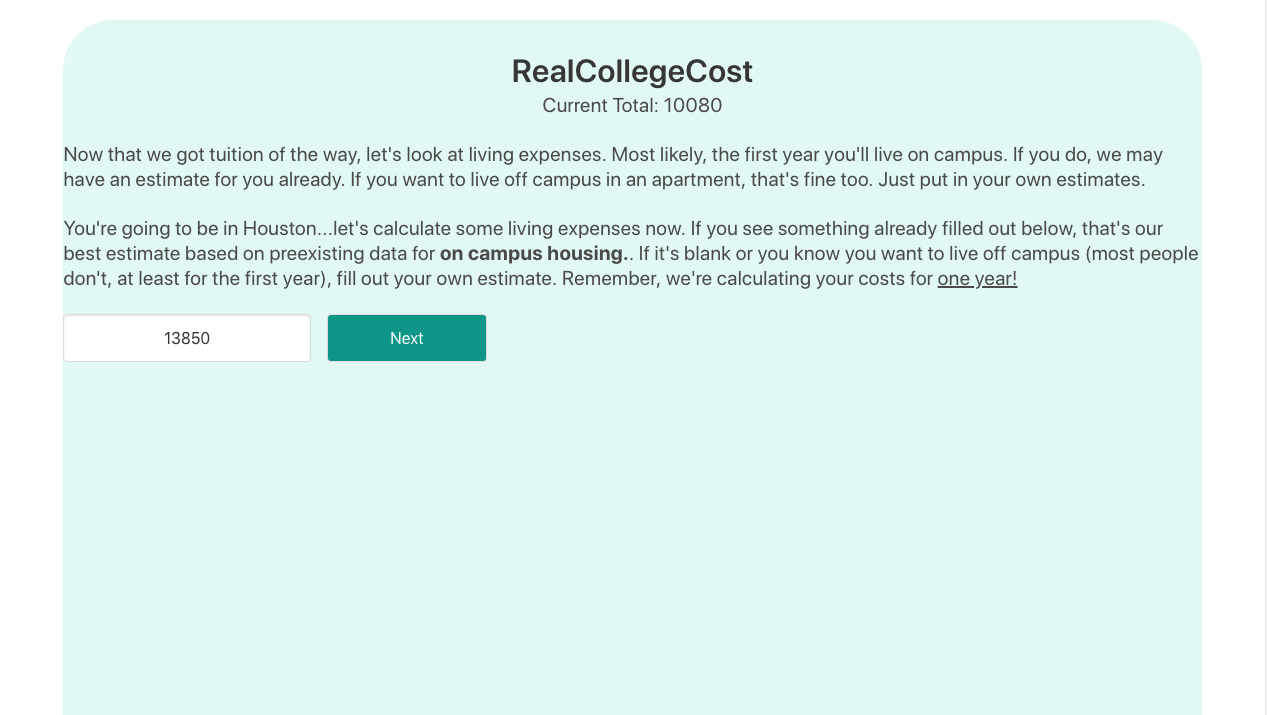 RealCollegeCost
Current Total: 10080
Now that we got tuition of the way, let's look at living expenses. Most likely, the first year you'll live on campus. If you do, we may
have an estimate for you already. If you want to live off campus in an apartment, that's fine too. Just put in your own estimates.
You're going to be in Houston...let's calculate some living expenses now. If you see something already filled out below, that's our
best estimate based on preexisting data for on campus housing.. If it's blank or you know you want to live off campus (most people
don't, at least for the first year), fill out your own estimate. Remember, we're calculating your costs for one year!
13850
Next